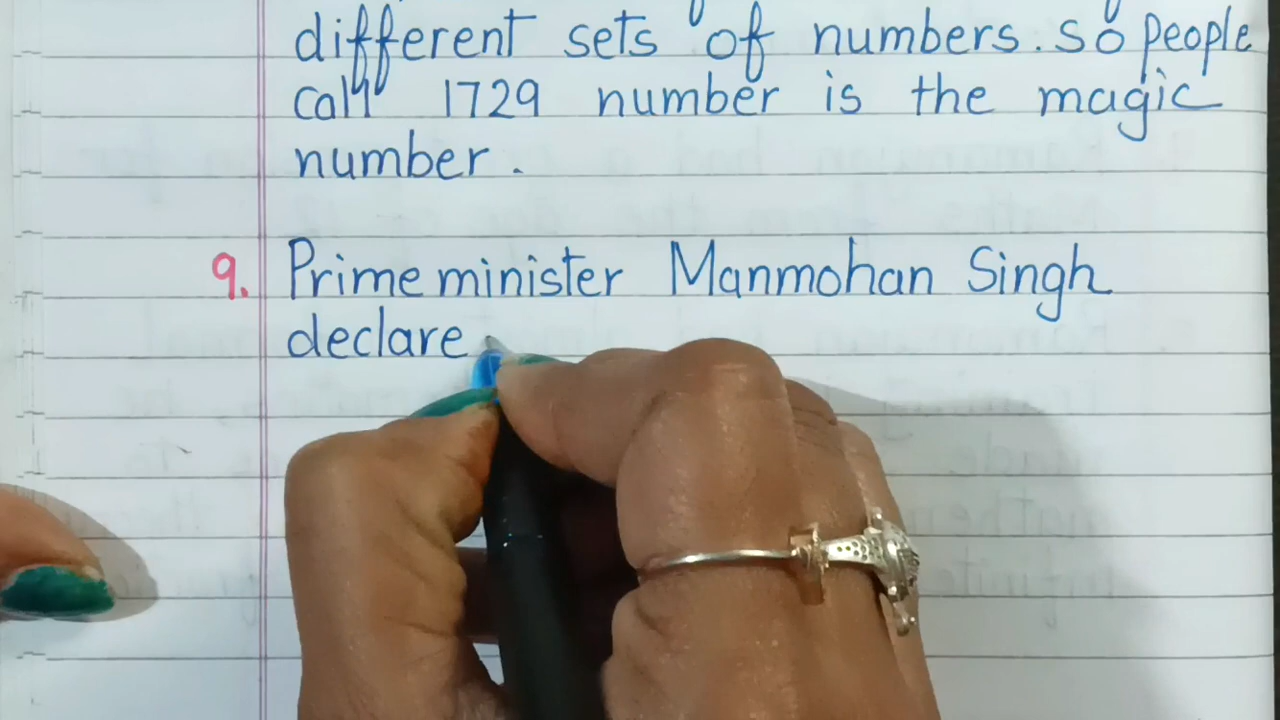 different sets of numbers. So people
call 1729 number is the magic
number.
9. Prime minister Manmohan Singh
declare